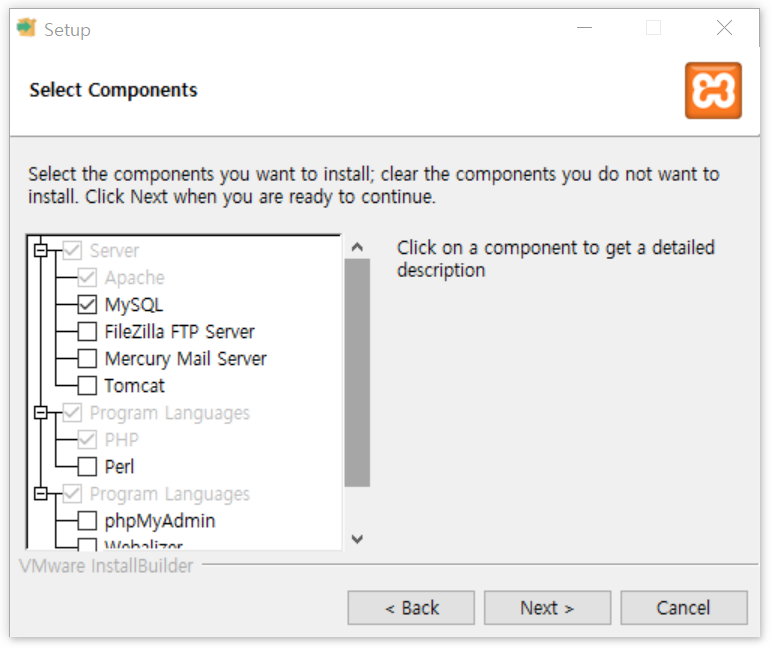 Setup
Select Components
Select the components you want to install; clear the components you do not want to
install. Click Next when you are ready to continue.
Server
Apache
MySQL
FileZilla FTP Server
Mercury Mail Server
Tomcat
Program Languages
PHP
Perl
Program Languages
phpMyAdmin
Webalizer
Click on a component to get a detailed
description
VMware InstallBuilder
< Back
Next >
Cancel